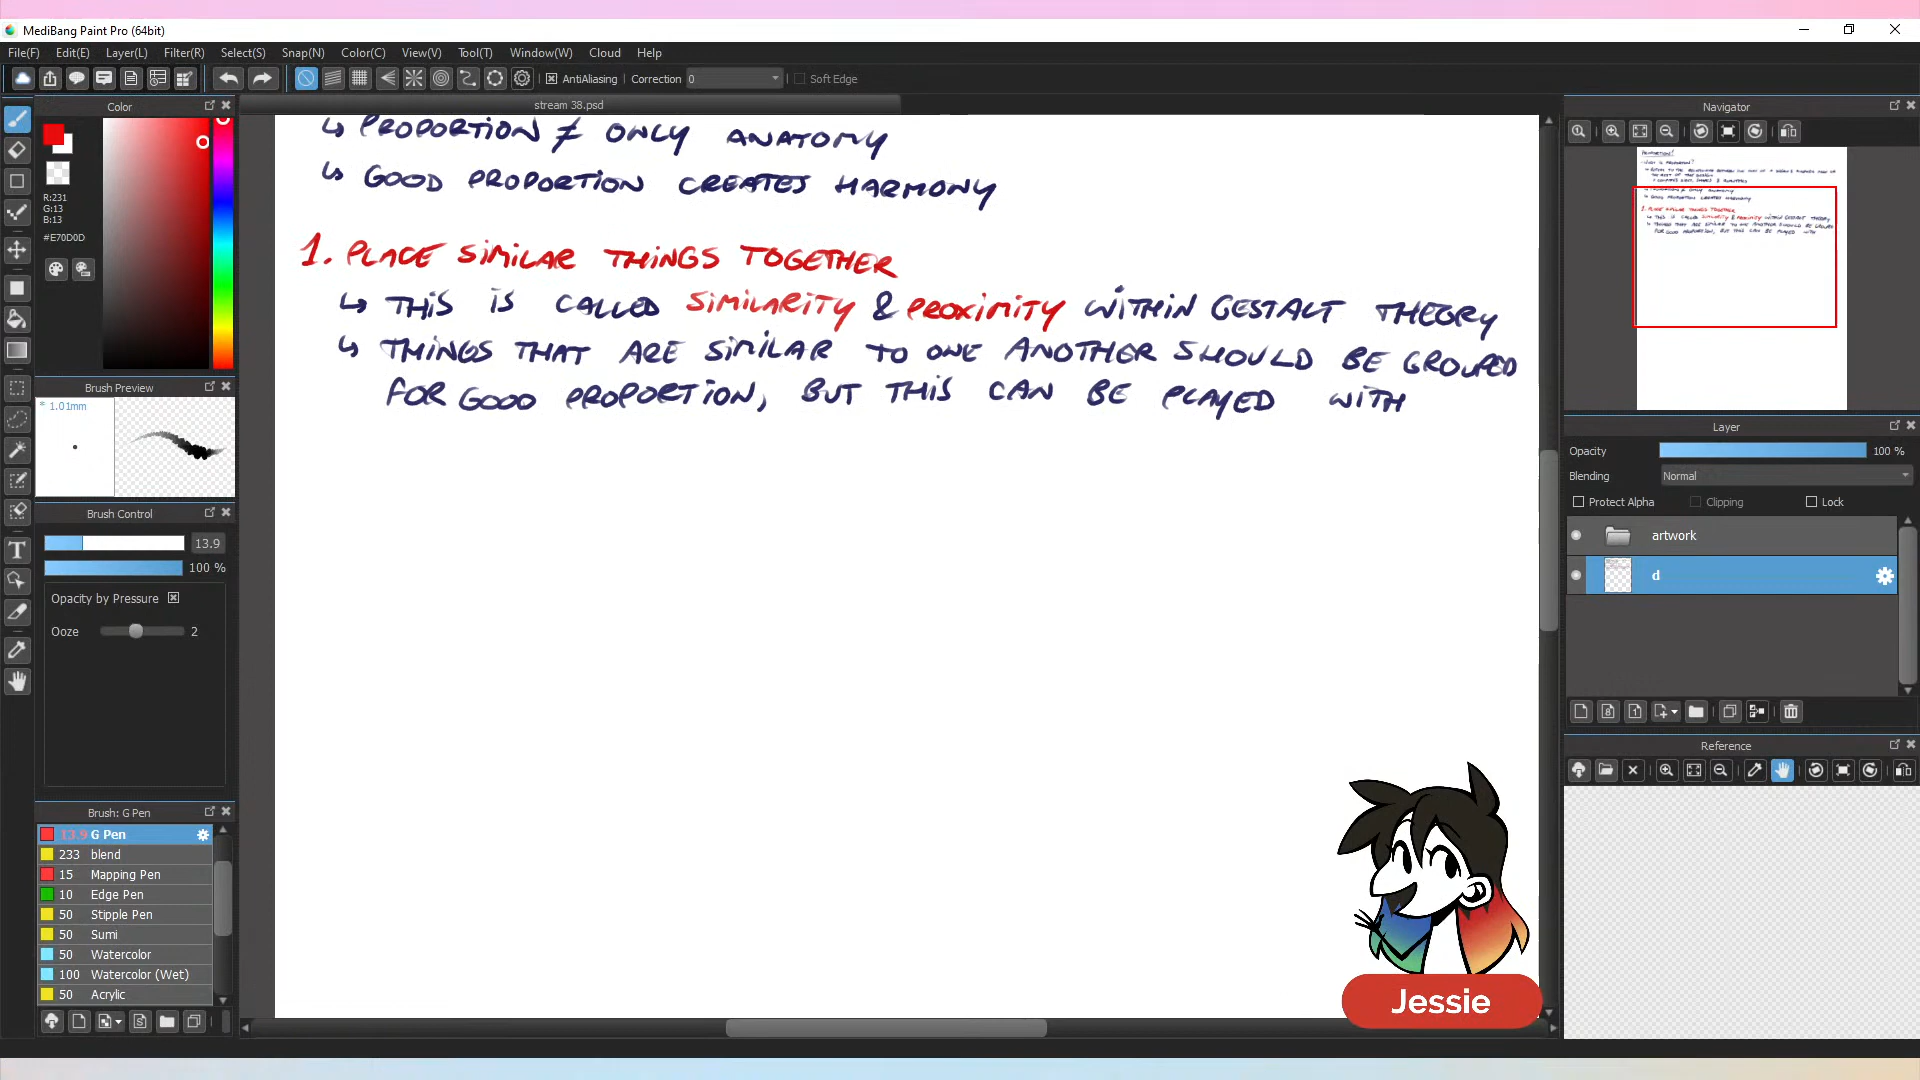 MediBang Paint Pro (64bit)
File(F) Edit(E) Layer(L) Filter(R) Select(S) Snap(N) Color(C) View(V) Tool(T) Window(W) Cloud Help
AntiAliasing Correction 0 Soft Edge
Color
stream 38.psd
Navigator
R:231
G:13
B:13
#E70D0D
PROPORTION ≠ ONLY ANATOMY
GOOD PROPORTION CREATES HARMONY
1. PLACE SIMILAR THINGS TOGETHER
THIS IS CALLED SIMILARITY & PROXIMITY WITHIN GESTALT THEORY
THINGS THAT ARE SIMILAR TO ONE ANOTHER SHOULD BE GROUPED
FOR GOOD PROPORTION, BUT THIS CAN BE PLAYED WITH
Brush Preview
* 1.01mm
Brush Control
13.9
100 %
Opacity by Pressure
Ooze 2
Brush: G Pen
13.9 G Pen
233 blend
15 Mapping Pen
10 Edge Pen
50 Stipple Pen
50 Sumi
50 Watercolor
100 Watercolor (Wet)
50 Acrylic
Layer
Opacity 100 %
Blending Normal
Protect Alpha Clipping Lock
artwork
d
Reference
Jessie